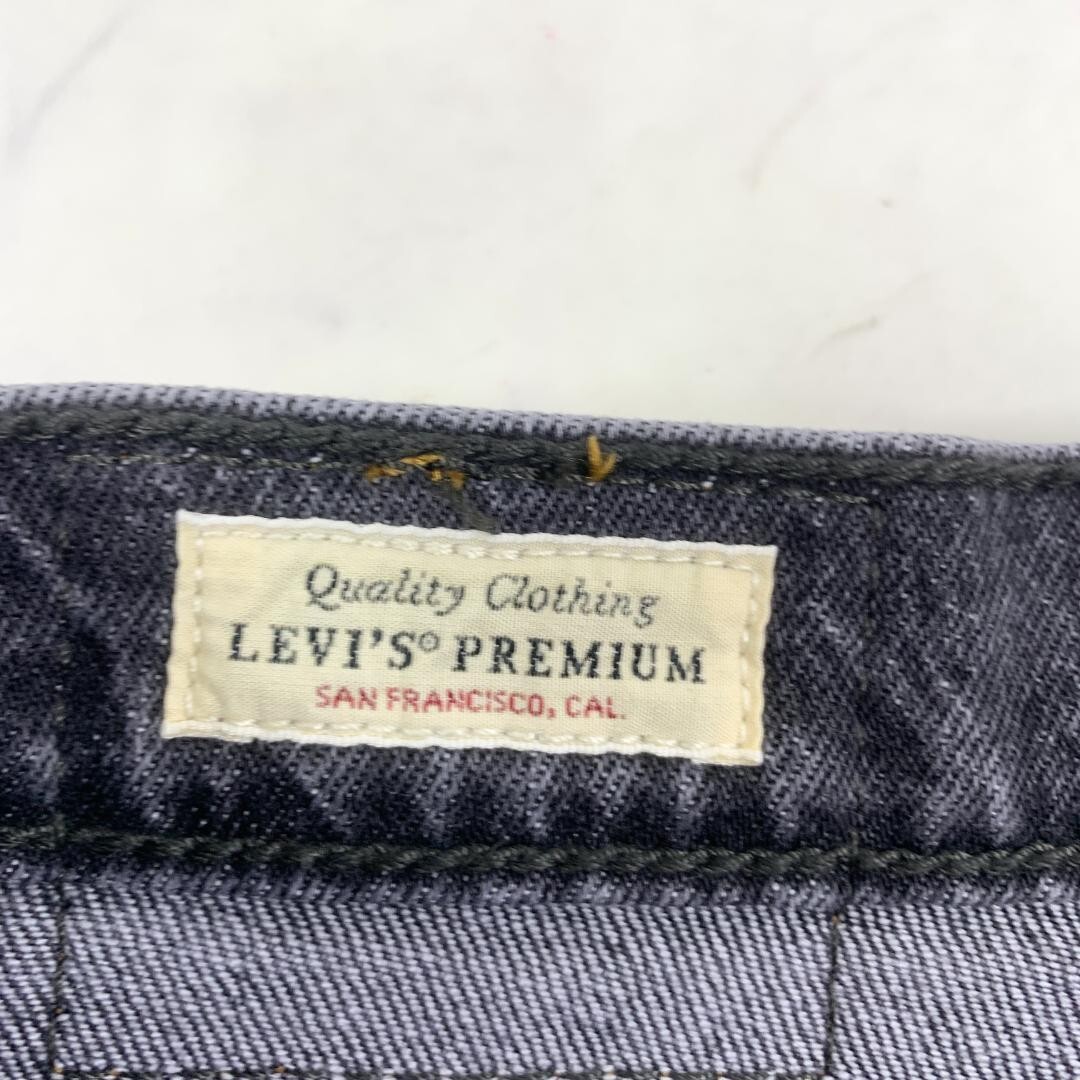 Quality Clothing
LEVI'S® PREMIUM
SAN FRANCISCO, CAL.